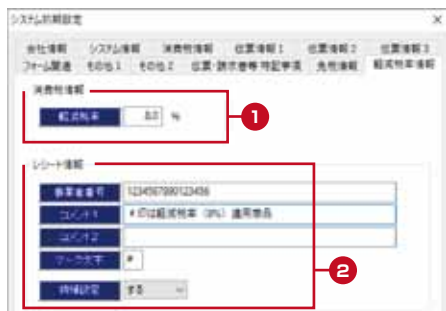 システム初期設定
会社情報 システム情報 消費税情報 伝票情報1 伝票情報2 伝票情報3
フォーム関連 その他1 その他2 伝票・請求書等 特記事項 免税情報 軽減税率情報
消費税情報
軽減税率 8.0 %
1
レシート情報
事業者番号 1234567890123456
コメント1 *印は軽減税率(8%)適用商品
コメント2
マーク文字 *
する
2